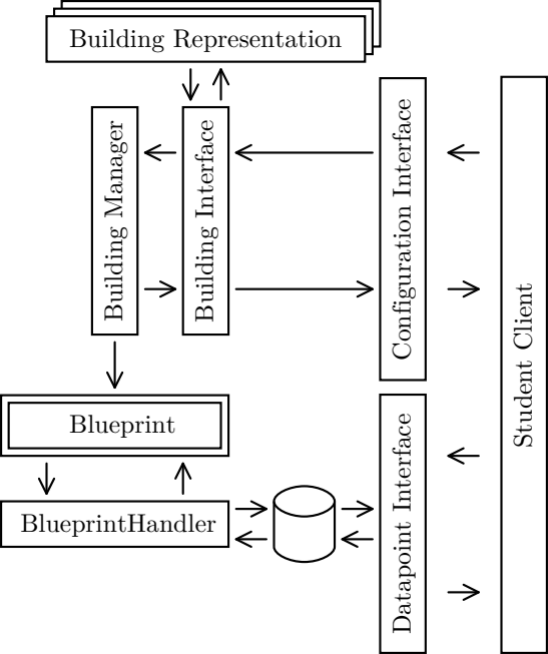 Building Representation
Building Manager
Building Interface
Configuration Interface
Student Client
Blueprint
BlueprintHandler
Datapoint Interface